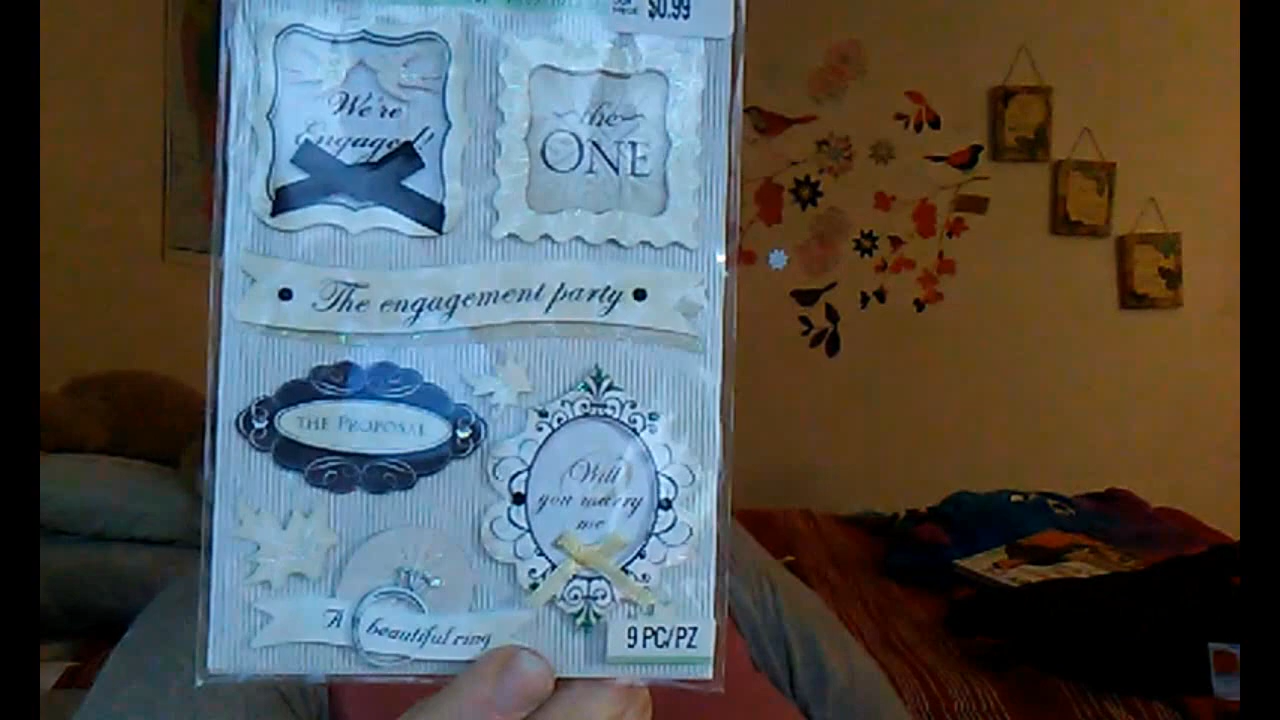 $0.99
We're
Engaged!
the
ONE
The engagement party
THE PROPOSAL
Will
you marry
me
A beautiful ring
9 PC/PZ